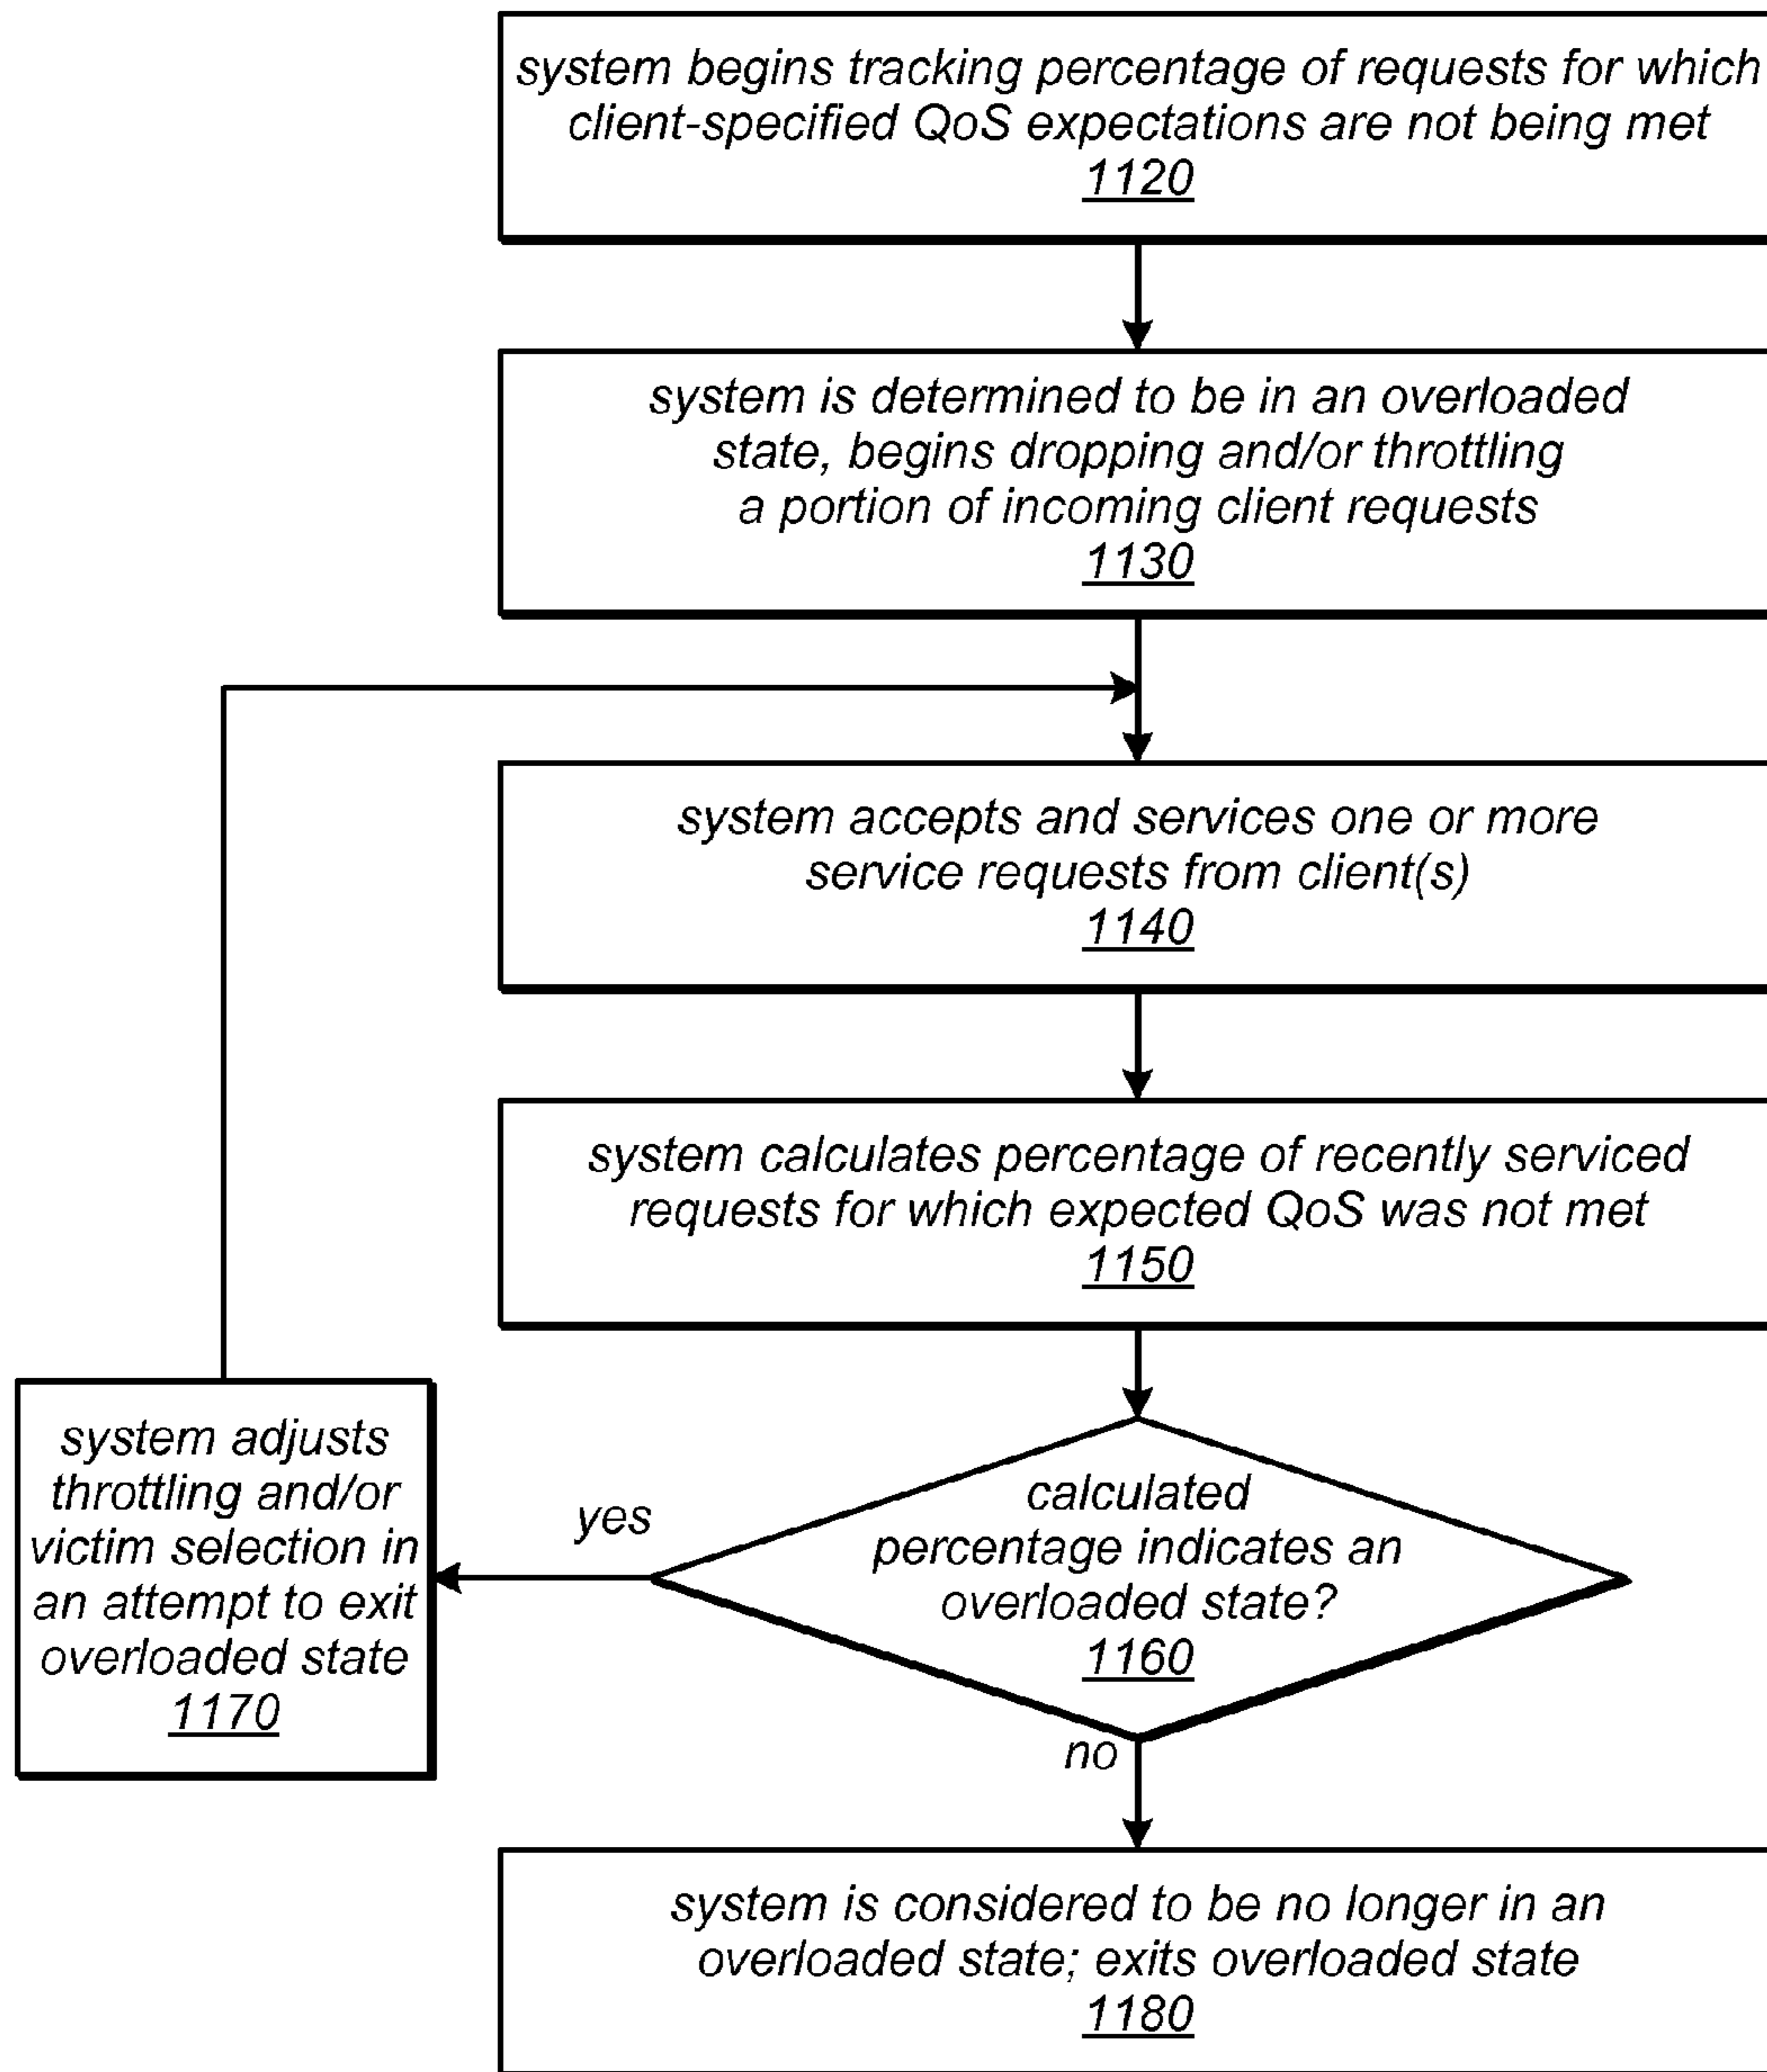 system begins tracking percentage of requests for which
client-specified QoS expectations are not being met
1120
system is determined to be in an overloaded
state, begins dropping and/or throttling
a portion of incoming client requests
1130
system accepts and services one or more
service requests from client(s)
1140
system calculates percentage of recently serviced
requests for which expected QoS was not met
1150
calculated
percentage indicates an
overloaded state?
1160
yes
system adjusts
throttling and/or
victim selection in
an attempt to exit
overloaded state
1170
no
system is considered to be no longer in an
overloaded state; exits overloaded state
1180